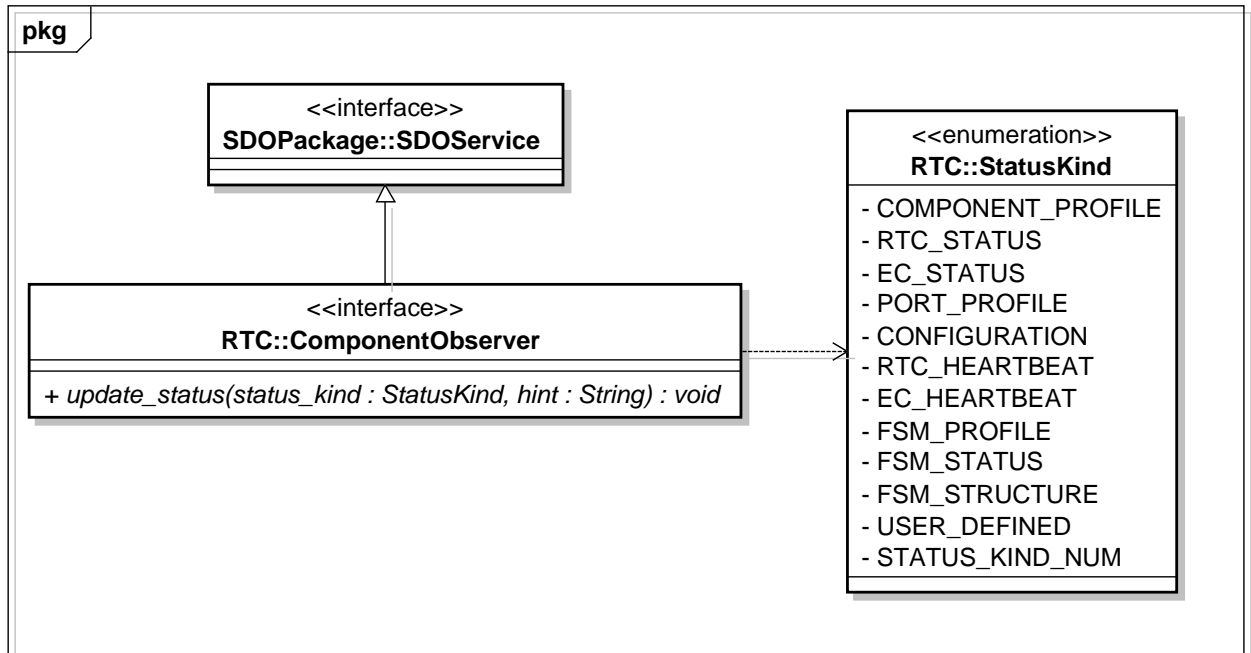 pkg
<<interface>>
SDOPackage::SDOService
<<interface>>
RTC::ComponentObserver
+ update_status(status_kind : StatusKind, hint : String) : void
<<enumeration>>
RTC::StatusKind
- COMPONENT_PROFILE
- RTC_STATUS
- EC_STATUS
- PORT_PROFILE
- CONFIGURATION
- RTC_HEARTBEAT
- EC_HEARTBEAT
- FSM_PROFILE
- FSM_STATUS
- FSM_STRUCTURE
- USER_DEFINED
- STATUS_KIND_NUM